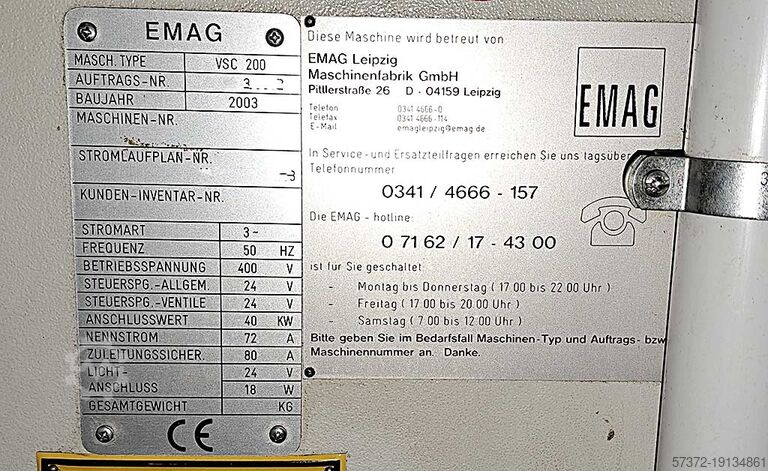 EMAG
MASCH. TYPE VSC 200
AUFTRAGS-NR.
BAUJAHR 2003
MASCHINEN-NR.
STROMLAUFPLAN-NR.
-3
KUNDEN-INVENTAR-NR.
STROMART 3~
FREQUENZ 50 HZ
BETRIEBSSPANNUNG 400 V
STEUERSPG.-ALLGEM. 24 V
STEUERSPG.-VENTILE 24 V
ANSCHLUSSWERT 40 KW
NENNSTROM 72 A
ZULEITUNGSSICHER. 80 A
LICHT- 24 V
ANSCHLUSS 18 W
GESAMTGEWICHT KG
CE
Diese Maschine wird betreut von
EMAG Leipzig
Maschinenfabrik GmbH
Pittlerstraße 26 D - 04159 Leipzig
Telefon 0341 4666-0
Telefax 0341 4666-114
E-Mail emagleipzig@emag.de
EMAG
In Service- und Ersatzteilfragen erreichen Sie uns tagsüber
Telefonnummer
0341 / 4666 - 157
Die EMAG - hotline
0 71 62 / 17 - 43 00
ist für Sie geschaltet
- Montag bis Donnerstag ( 17.00 bis 22.00 Uhr )
- Freitag ( 17.00 bis 20.00 Uhr )
- Samstag ( 7.00 bis 12.00 Uhr )
Bitte geben Sie im Bedarfsfall Maschinen-Typ und Auftrags- bzw
Maschinennummer an. Danke.
57372-19134861